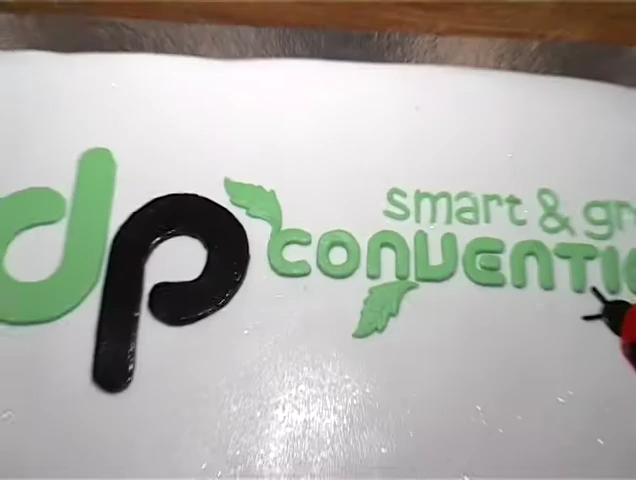 dp
smart & gr
conventi